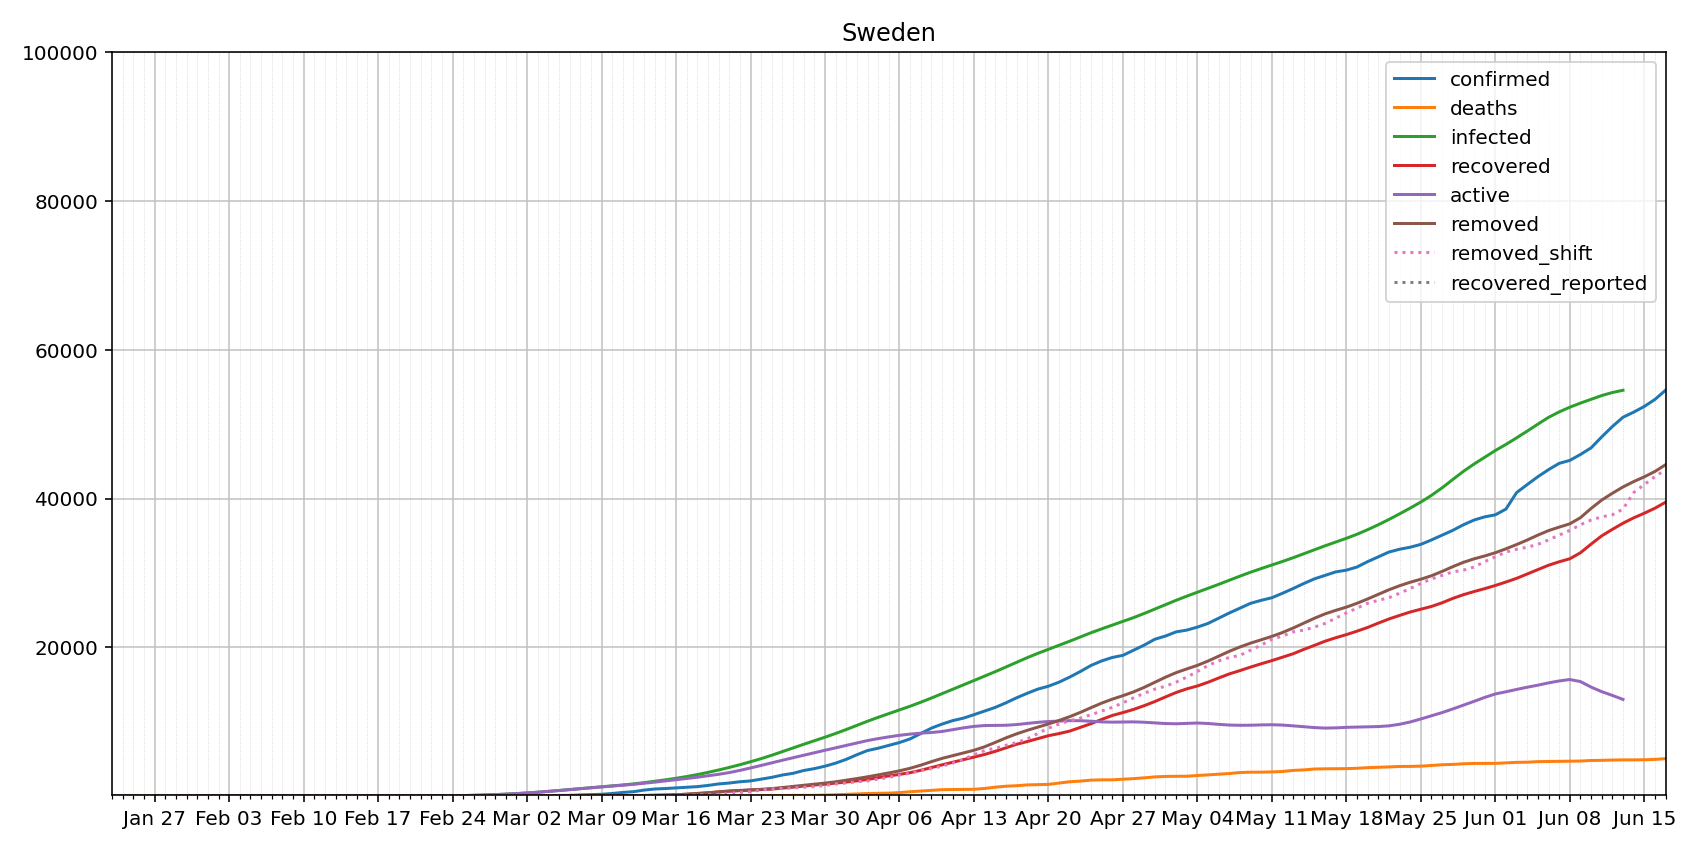 Sweden
100000
80000
60000
40000
20000
confirmed
deaths
infected
recovered
active
removed
removed_shift
recovered_reported
Jan 27 Feb 03 Feb 10 Feb 17 Feb 24 Mar 02 Mar 09 Mar 16 Mar 23 Mar 30 Apr 06 Apr 13 Apr 20 Apr 27 May 04 May 11 May 18 May 25 Jun 01 Jun 08 Jun 15